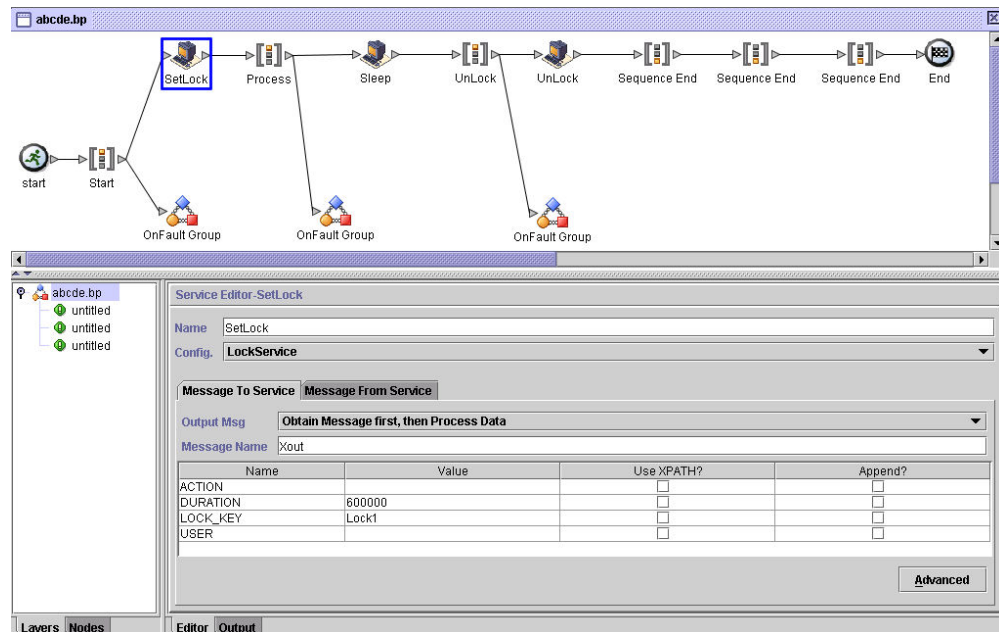 abcde.bp
SetLock
Process
Sleep
UnLock
UnLock
Sequence End
Sequence End
Sequence End
End
start
Start
OnFault Group
OnFault Group
OnFault Group
abcde.bp
untitled
untitled
untitled
Service Editor-SetLock
Name SetLock
Config. LockService
Message To Service Message From Service
Output Msg Obtain Message first, then Process Data
Message Name Xout
Name Value Use XPATH? Append?
ACTION
DURATION 600000
LOCK_KEY Lock1
USER
Advanced
Layers Nodes
Editor Output